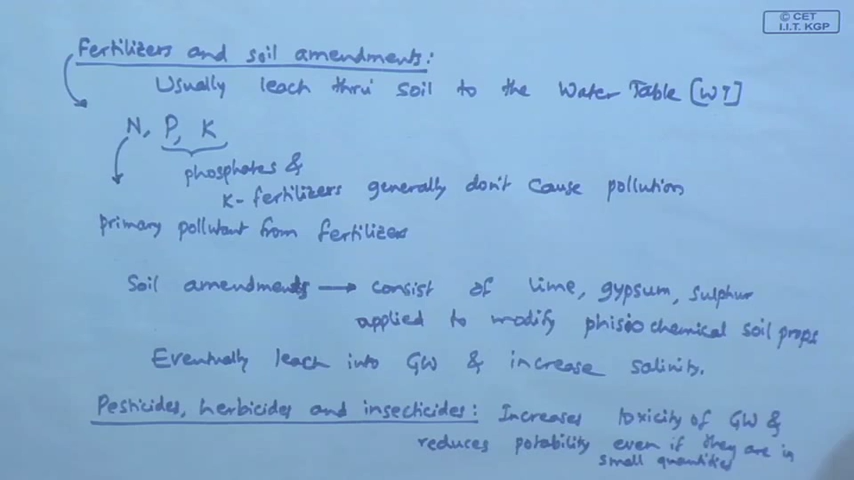 © CET
I.I.T. KGP
Fertilizers and soil amendments:
Usually leach thru' soil to the Water Table [WT]
N, P, K
phosphates &
K- fertilizers generally don't cause pollution
primary pollutant from fertilizers
Soil amendments → consist of lime, gypsum, sulphur
applied to modify phisiochemical soil props
Eventually leach into GW & increase salinity.
Pesticides, herbicides and insecticides: Increases toxicity of GW &
reduces potability even if they are in
small quantities